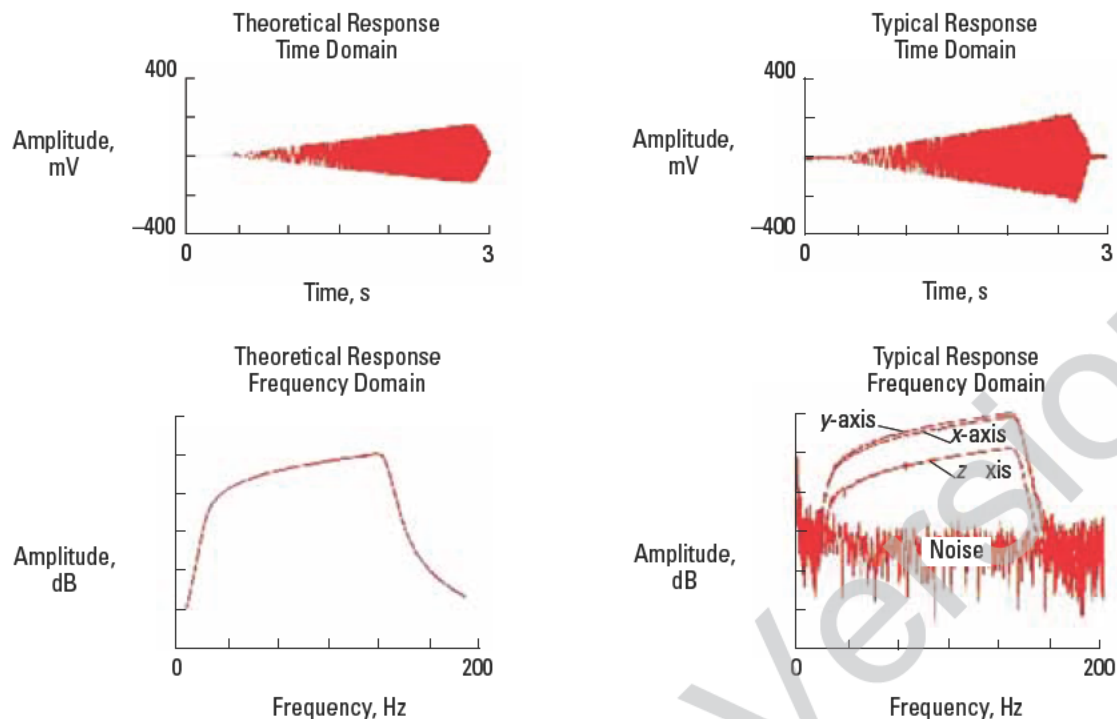 Theoretical Response
Time Domain
400
Amplitude,
mV
–400
0
3
Time, s
Typical Response
Time Domain
400
Amplitude,
mV
–400
0
3
Time, s
Theoretical Response
Frequency Domain
Amplitude,
dB
0
200
Frequency, Hz
Typical Response
Frequency Domain
y-axis
x-axis
z xis
Noise
Amplitude,
dB
0
200
Frequency, Hz
Version